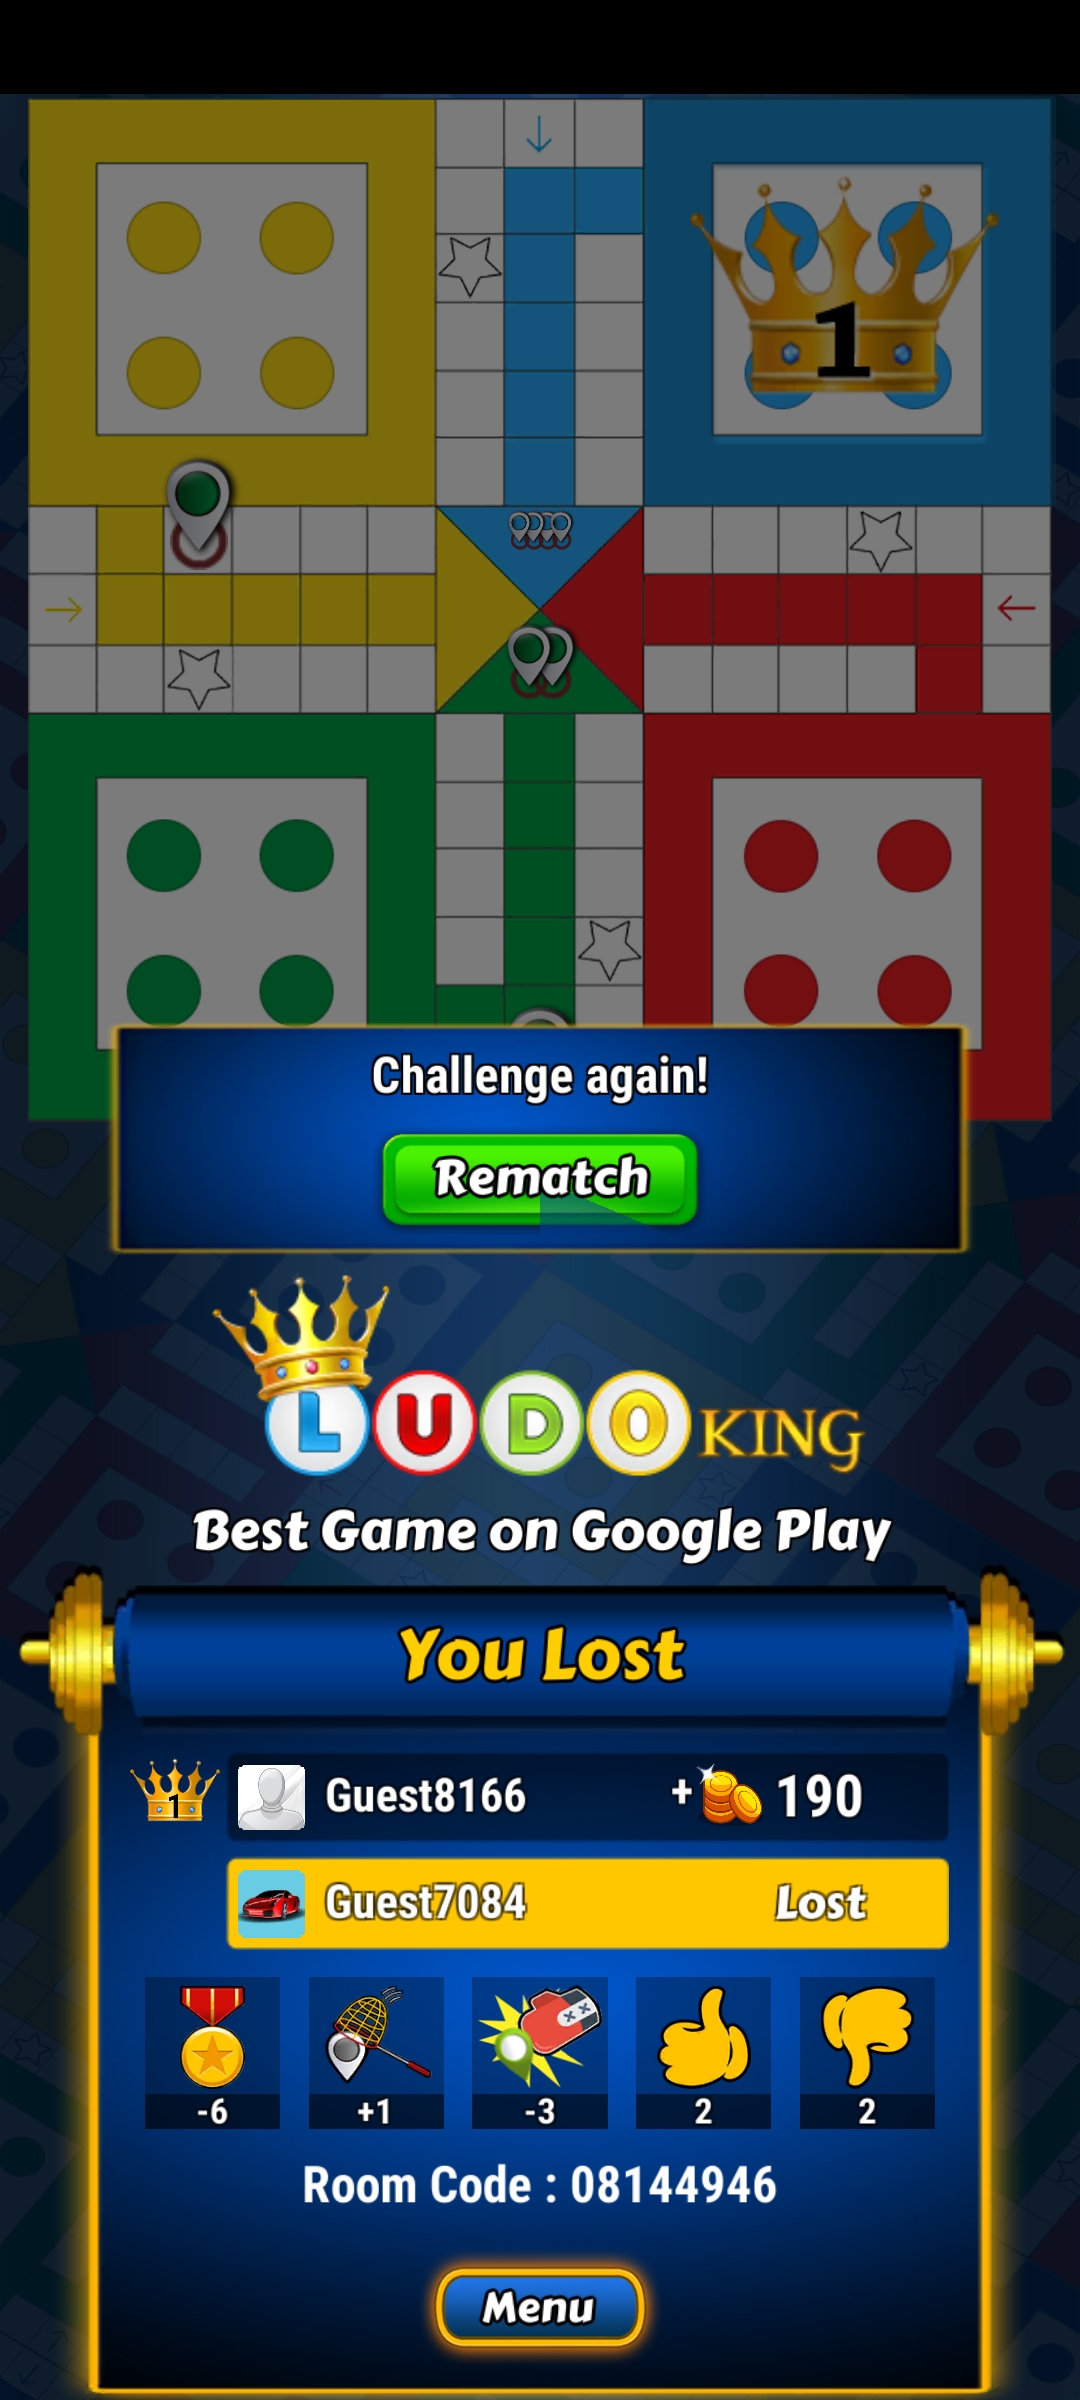 1
Challenge again!
Rematch
LUDO KING
Best Game on Google Play
You Lost
1 Guest8166 + 190
Guest7084 Lost
-6 +1 -3 2 2
Room Code : 08144946
Menu